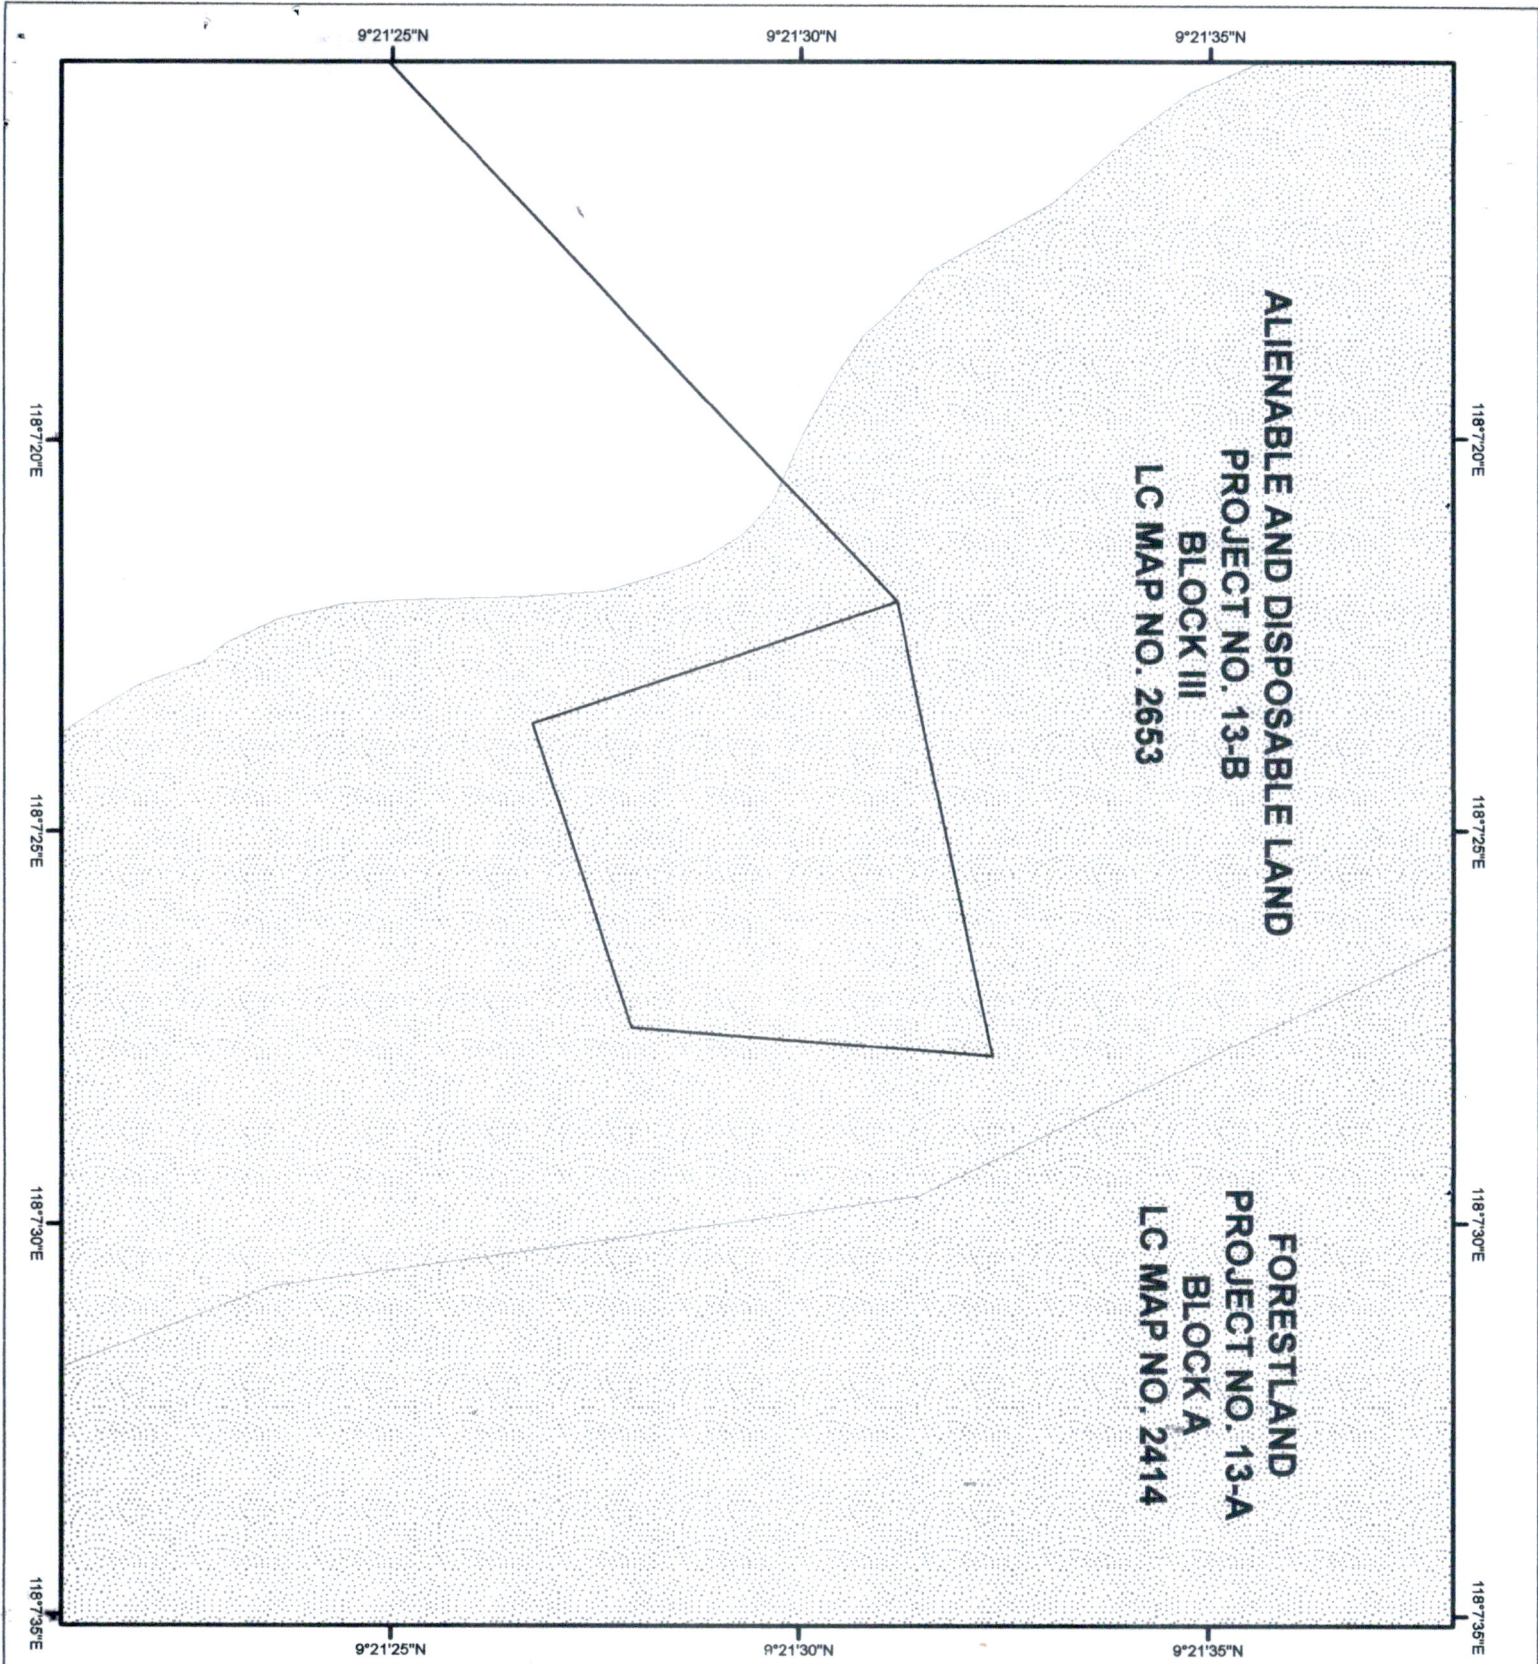 9°21'25"N
9°21'30"N
9°21'35"N
118°7'20"E
118°7'25"E
118°7'30"E
118°7'35"E
ALIENABLE AND DISPOSABLE LAND
PROJECT NO. 13-B
BLOCK III
LC MAP NO. 2653
FORESTLAND
PROJECT NO. 13-A
BLOCK A
LC MAP NO. 2414
118°7'20"E
118°7'25"E
118°7'30"E
118°7'35"E
9°21'25"N
9°21'30"N
9°21'35"N